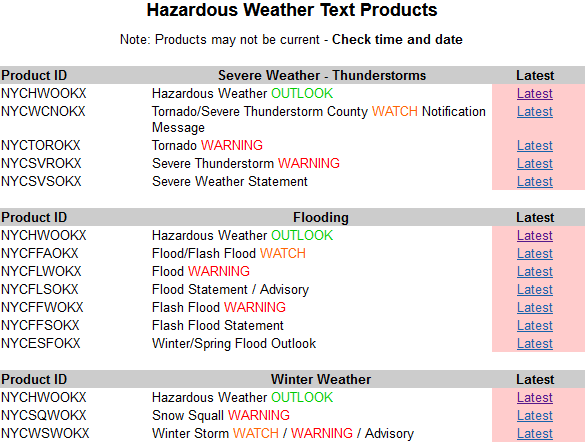 Hazardous Weather Text Products
Note: Products may not be current - Check time and date
Product ID Severe Weather - Thunderstorms Latest
NYCHWOOKX Hazardous Weather OUTLOOK Latest
NYCWCNOKX Tornado/Severe Thunderstorm County WATCH Notification Latest
Message
NYCTOROKX Tornado WARNING Latest
NYCSVROKX Severe Thunderstorm WARNING Latest
NYCSVSOKX Severe Weather Statement Latest
Product ID Flooding Latest
NYCHWOOKX Hazardous Weather OUTLOOK Latest
NYCFFAOKX Flood/Flash Flood WATCH Latest
NYCFLWOKX Flood WARNING Latest
NYCFLSOKX Flood Statement / Advisory Latest
NYCFFWOKX Flash Flood WARNING Latest
NYCFFSOKX Flash Flood Statement Latest
NYCESFOKX Winter/Spring Flood Outlook Latest
Product ID Winter Weather Latest
NYCHWOOKX Hazardous Weather OUTLOOK Latest
NYCSQWOKX Snow Squall WARNING Latest
NYCWSWOKX Winter Storm WATCH / WARNING / Advisory Latest